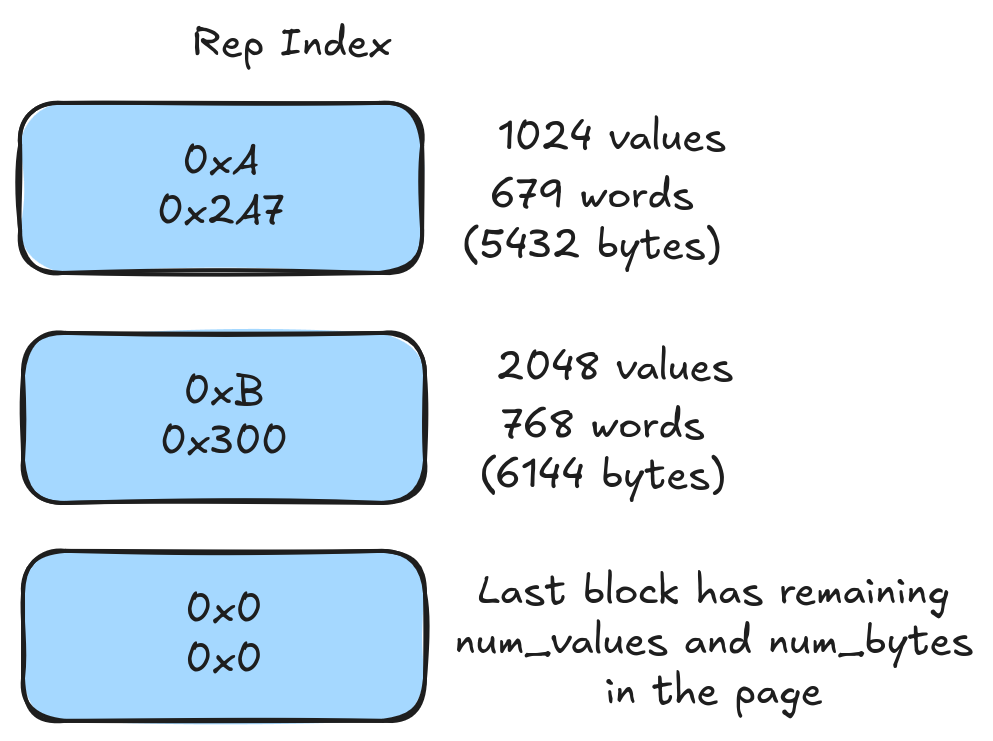 Rep Index
0xA
0x2A7
1024 values
679 words
(5432 bytes)
0xB
0x300
2048 values
768 words
(6144 bytes)
0x0
0x0
Last block has remaining
num_values and num_bytes
in the page